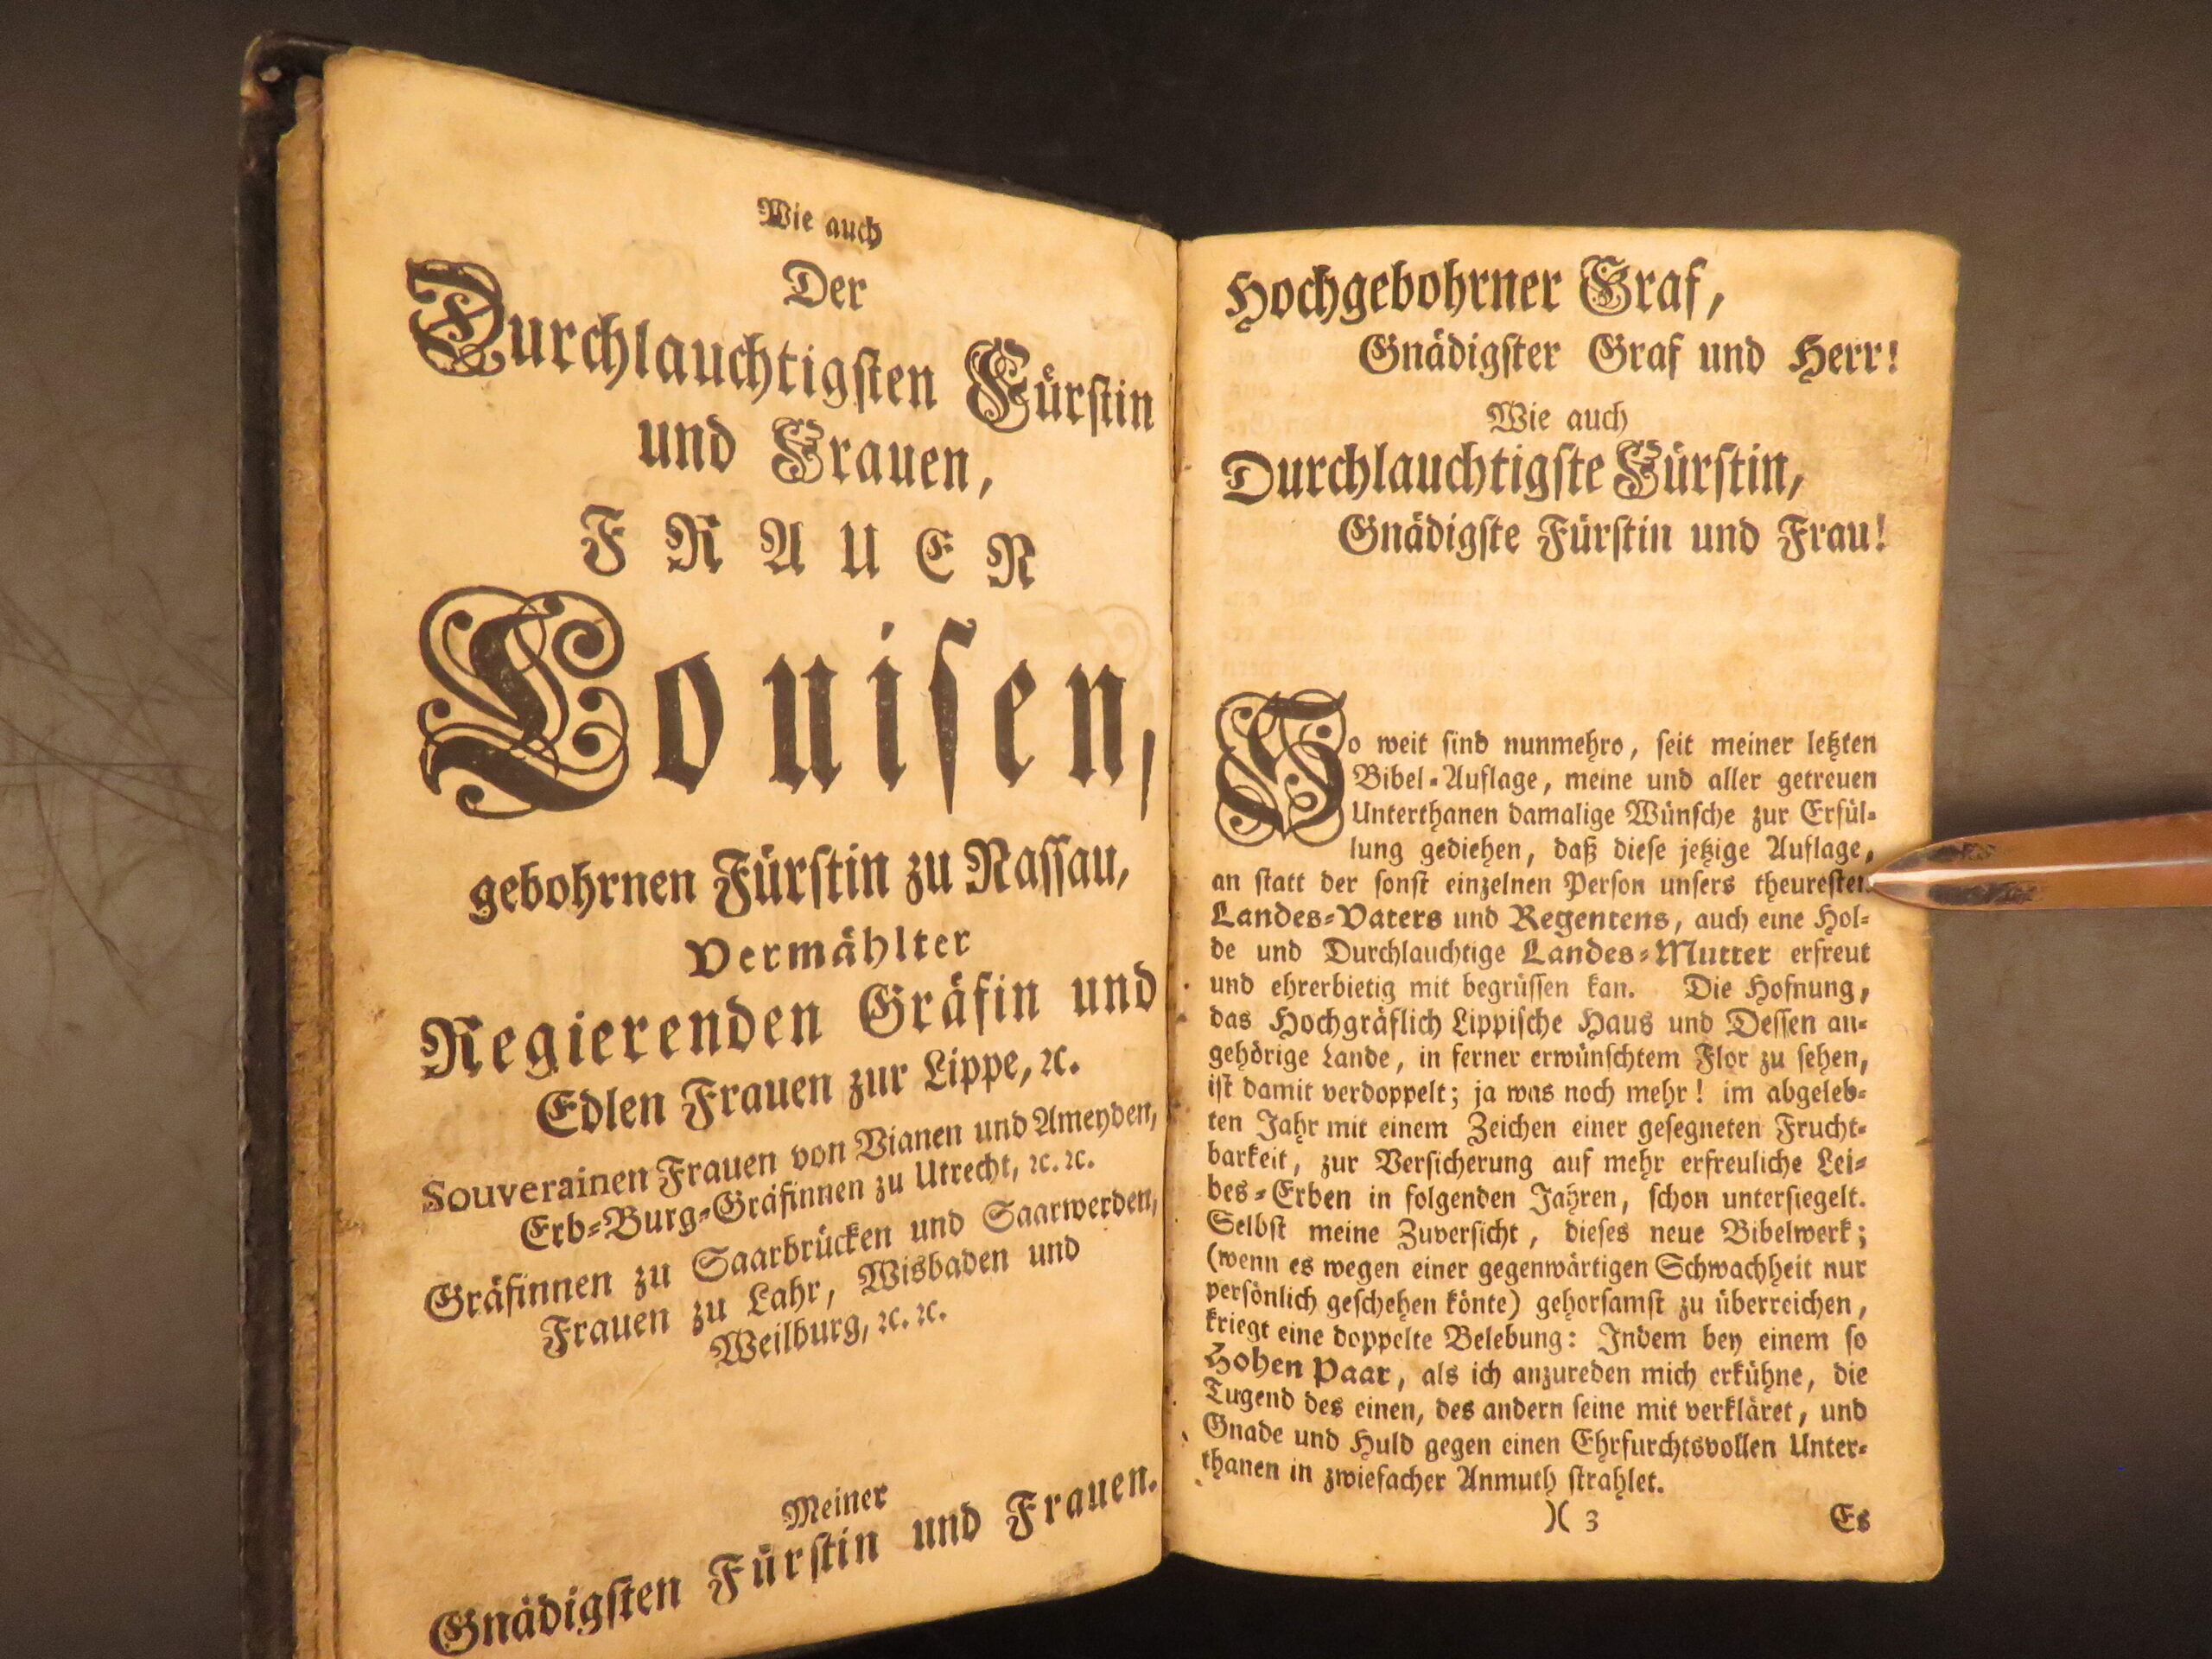 Wie auch
Der
Durchlauchtigsten Fürstin
und Frauen,
FRAUEN
Louisen,
gebohrnen Fürstin zu Nassau,
Vermählter
Regierenden Gräfin und
Edlen Frauen zur Lippe, ꝛc.
Souverainen Frauen von Vianen und Ameyden,
Erb-Burg-Gräfinnen zu Utrecht, ꝛc. ꝛc.
Gräfinnen zu Saarbrücken und Saarwerden,
Frauen zu Lahr, Wisbaden und
Weilburg, ꝛc. ꝛc.
Meiner
Gnädigsten Fürstin und Frauen.
Hochgebohrner Graf,
Gnädigster Graf und Herr!
Wie auch
Durchlauchtigste Fürstin,
Gnädigste Fürstin und Frau!
So weit sind nunmehro, seit meiner letzten
Bibel-Auflage, meine und aller getreuen
Unterthanen damalige Wünsche zur Erfül-
lung gediehen, daß diese jetzige Auflage,
an statt der sonst einzelnen Person unsers theuresten
Landes-Vaters und Regentens, auch eine Hol-
de und Durchlauchtige Landes-Mutter erfreut
und ehrerbietig mit begrüssen kan. Die Hofnung,
das Hochgräflich Lippische Haus und Dessen an-
gehörige Lande, in ferner erwünschtem Flor zu sehen,
ist damit verdoppelt; ja was noch mehr! im abgeleb-
ten Jahr mit einem Zeichen einer gesegneten Frucht-
barkeit, zur Versicherung auf mehr erfreuliche Lei-
bes-Erben in folgenden Jahren, schon untersiegelt.
Selbst meine Zuversicht, dieses neue Bibelwerk;
(wenn es wegen einer gegenwärtigen Schwachheit nur
persönlich geschehen könte) gehorsamst zu überreichen,
kriegt eine doppelte Belebung: Indem bey einem so
Hohen Paar, als ich anzureden mich erkühne, die
Tugend des einen, des andern seine mit verkläret, und
Gnade und Huld gegen einen Ehrfurchtsvollen Unter-
thanen in zwiefacher Anmuth strahlet.
)( 3 Es